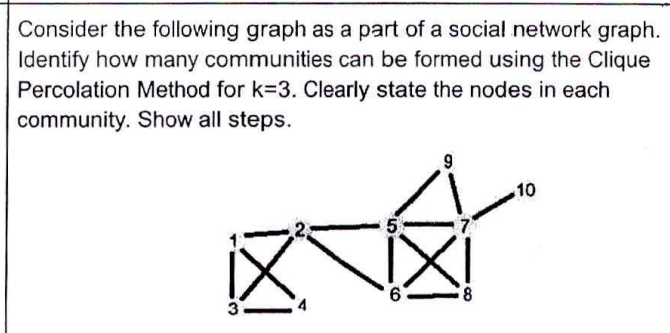 Consider the following graph as a part of a social network graph.
Identify how many communities can be formed using the Clique
Percolation Method for k=3. Clearly state the nodes in each
community. Show all steps.
9
10
1 2 5 7
3 4 6 8